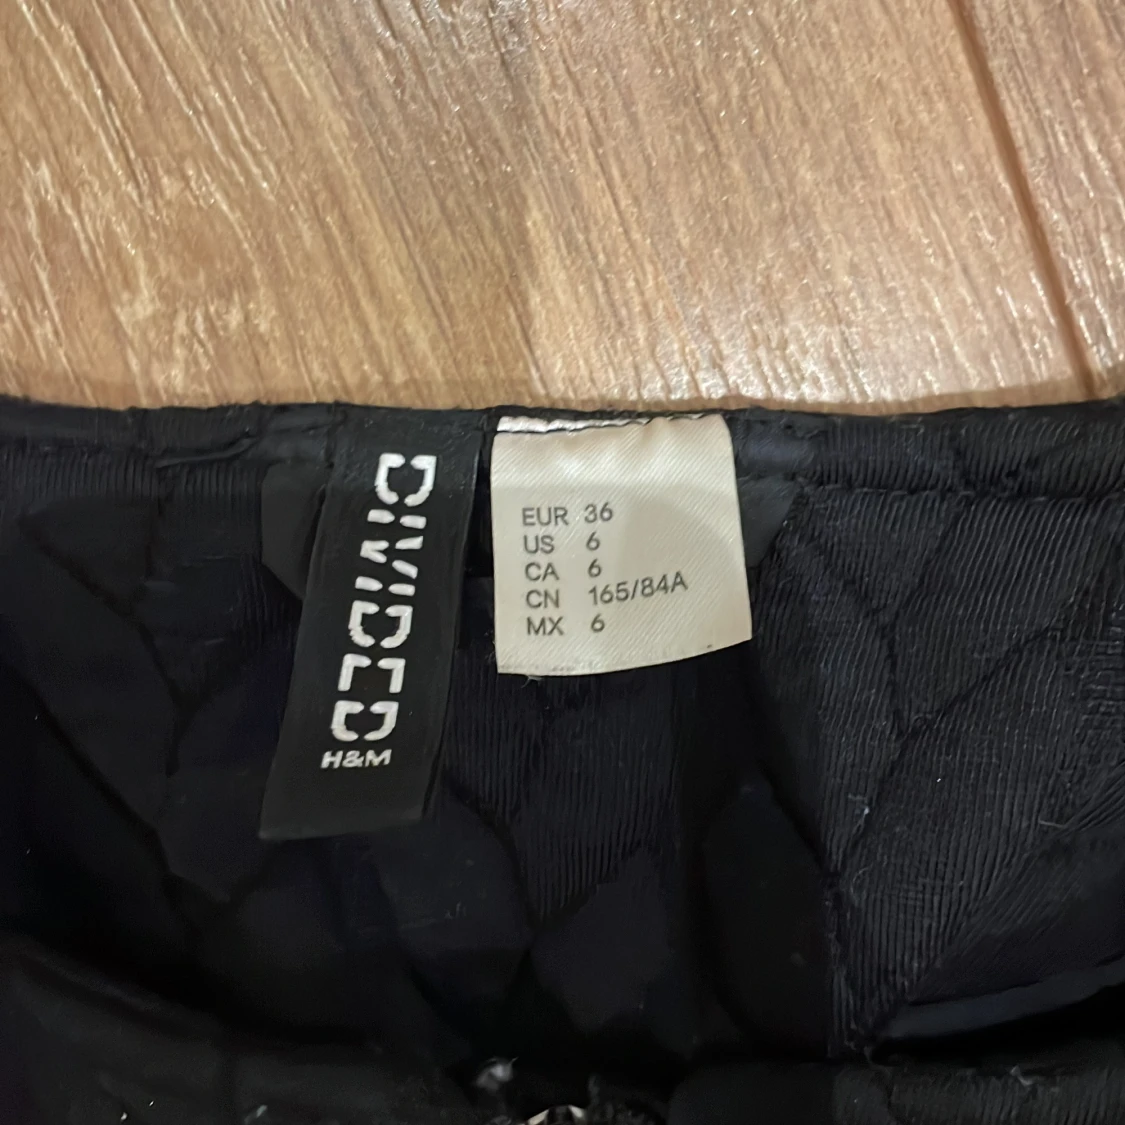 DIVIDED
H&M
EUR 36
US 6
CA 6
CN 165/84A
MX 6